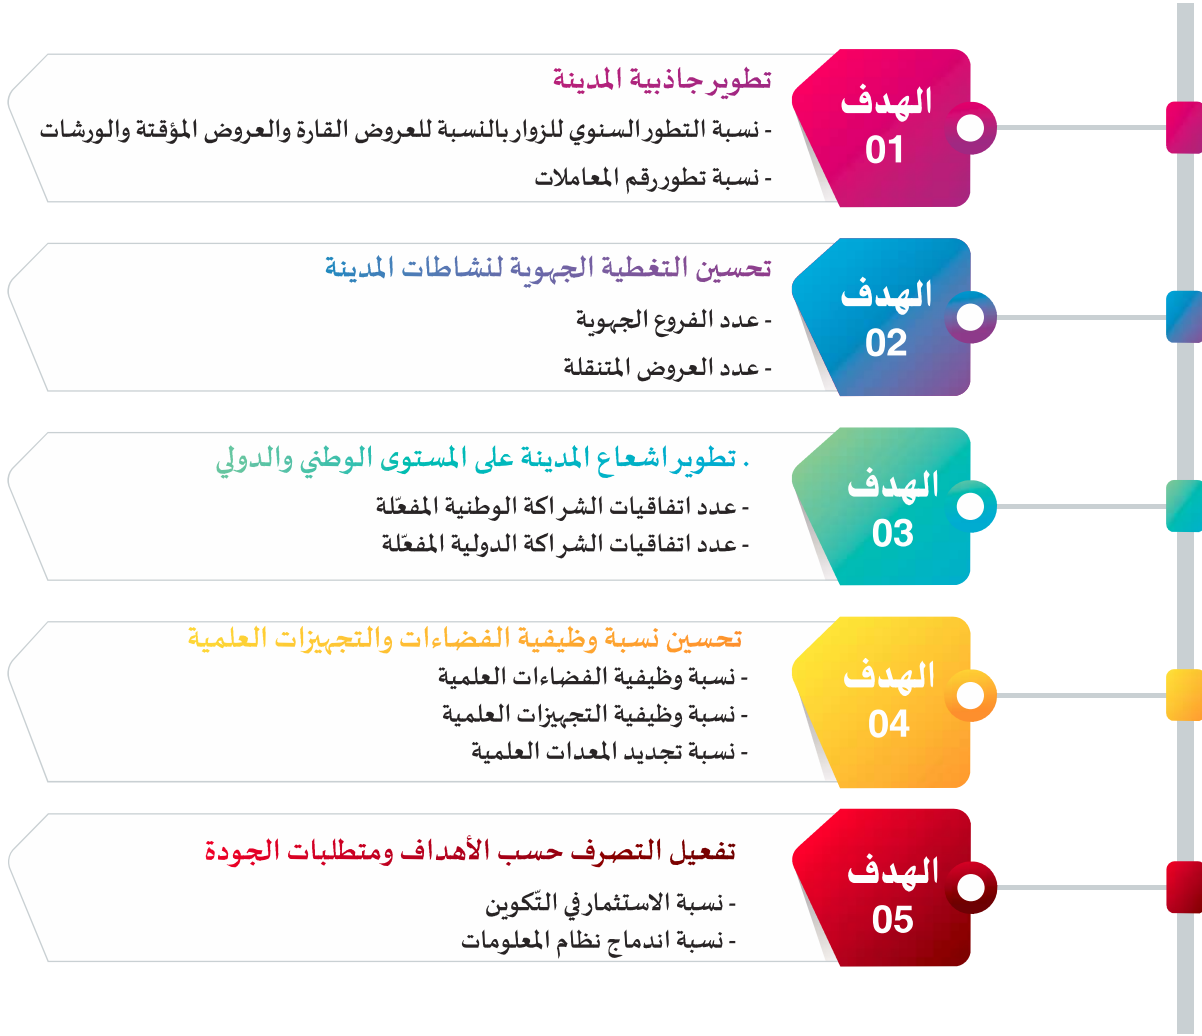 الهدف
01
تطوير جاذبية المدينة
- نسبة التطور السنوي للزوار بالنسبة للعروض القارة والعروض المؤقتة والورشات
- نسبة تطور رقم المعاملات
الهدف
02
تحسين التغطية الجهوية لنشاطات المدينة
- عدد الفروع الجهوية
- عدد العروض المتنقلة
الهدف
03
. تطوير اشعاع المدينة على المستوى الوطني والدولي
- عدد اتفاقيات الشراكة الوطنية المفعّلة
- عدد اتفاقيات الشراكة الدولية المفعّلة
الهدف
04
تحسين نسبة وظيفية الفضاءات والتجهيزات العلمية
- نسبة وظيفية الفضاءات العلمية
- نسبة وظيفية التجهيزات العلمية
- نسبة تجديد المعدات العلمية
الهدف
05
تفعيل التصرف حسب الأهداف ومتطلبات الجودة
- نسبة الاستثمار في التّكوين
- نسبة اندماج نظام المعلومات